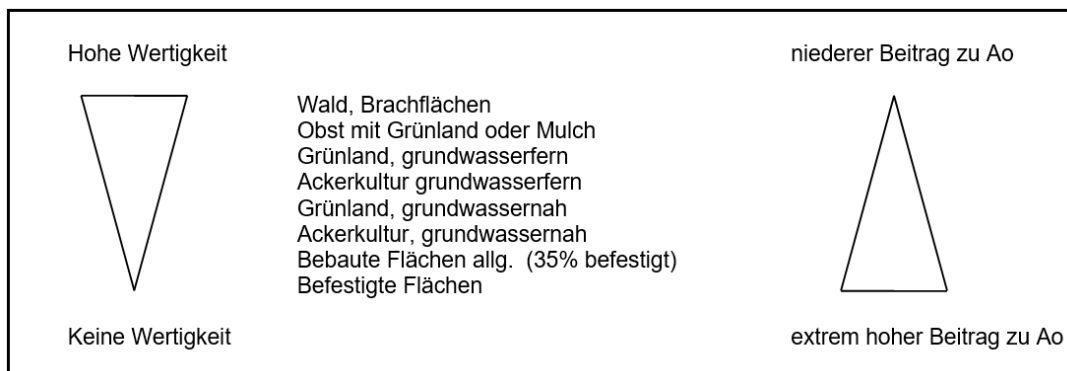 Hohe Wertigkeit
niederer Beitrag zu Ao
Wald, Brachflächen
Obst mit Grünland oder Mulch
Grünland, grundwasserfern
Ackerkultur grundwasserfern
Grünland, grundwassernah
Ackerkultur, grundwassernah
Bebaute Flächen allg. (35% befestigt)
Befestigte Flächen
Keine Wertigkeit
extrem hoher Beitrag zu Ao